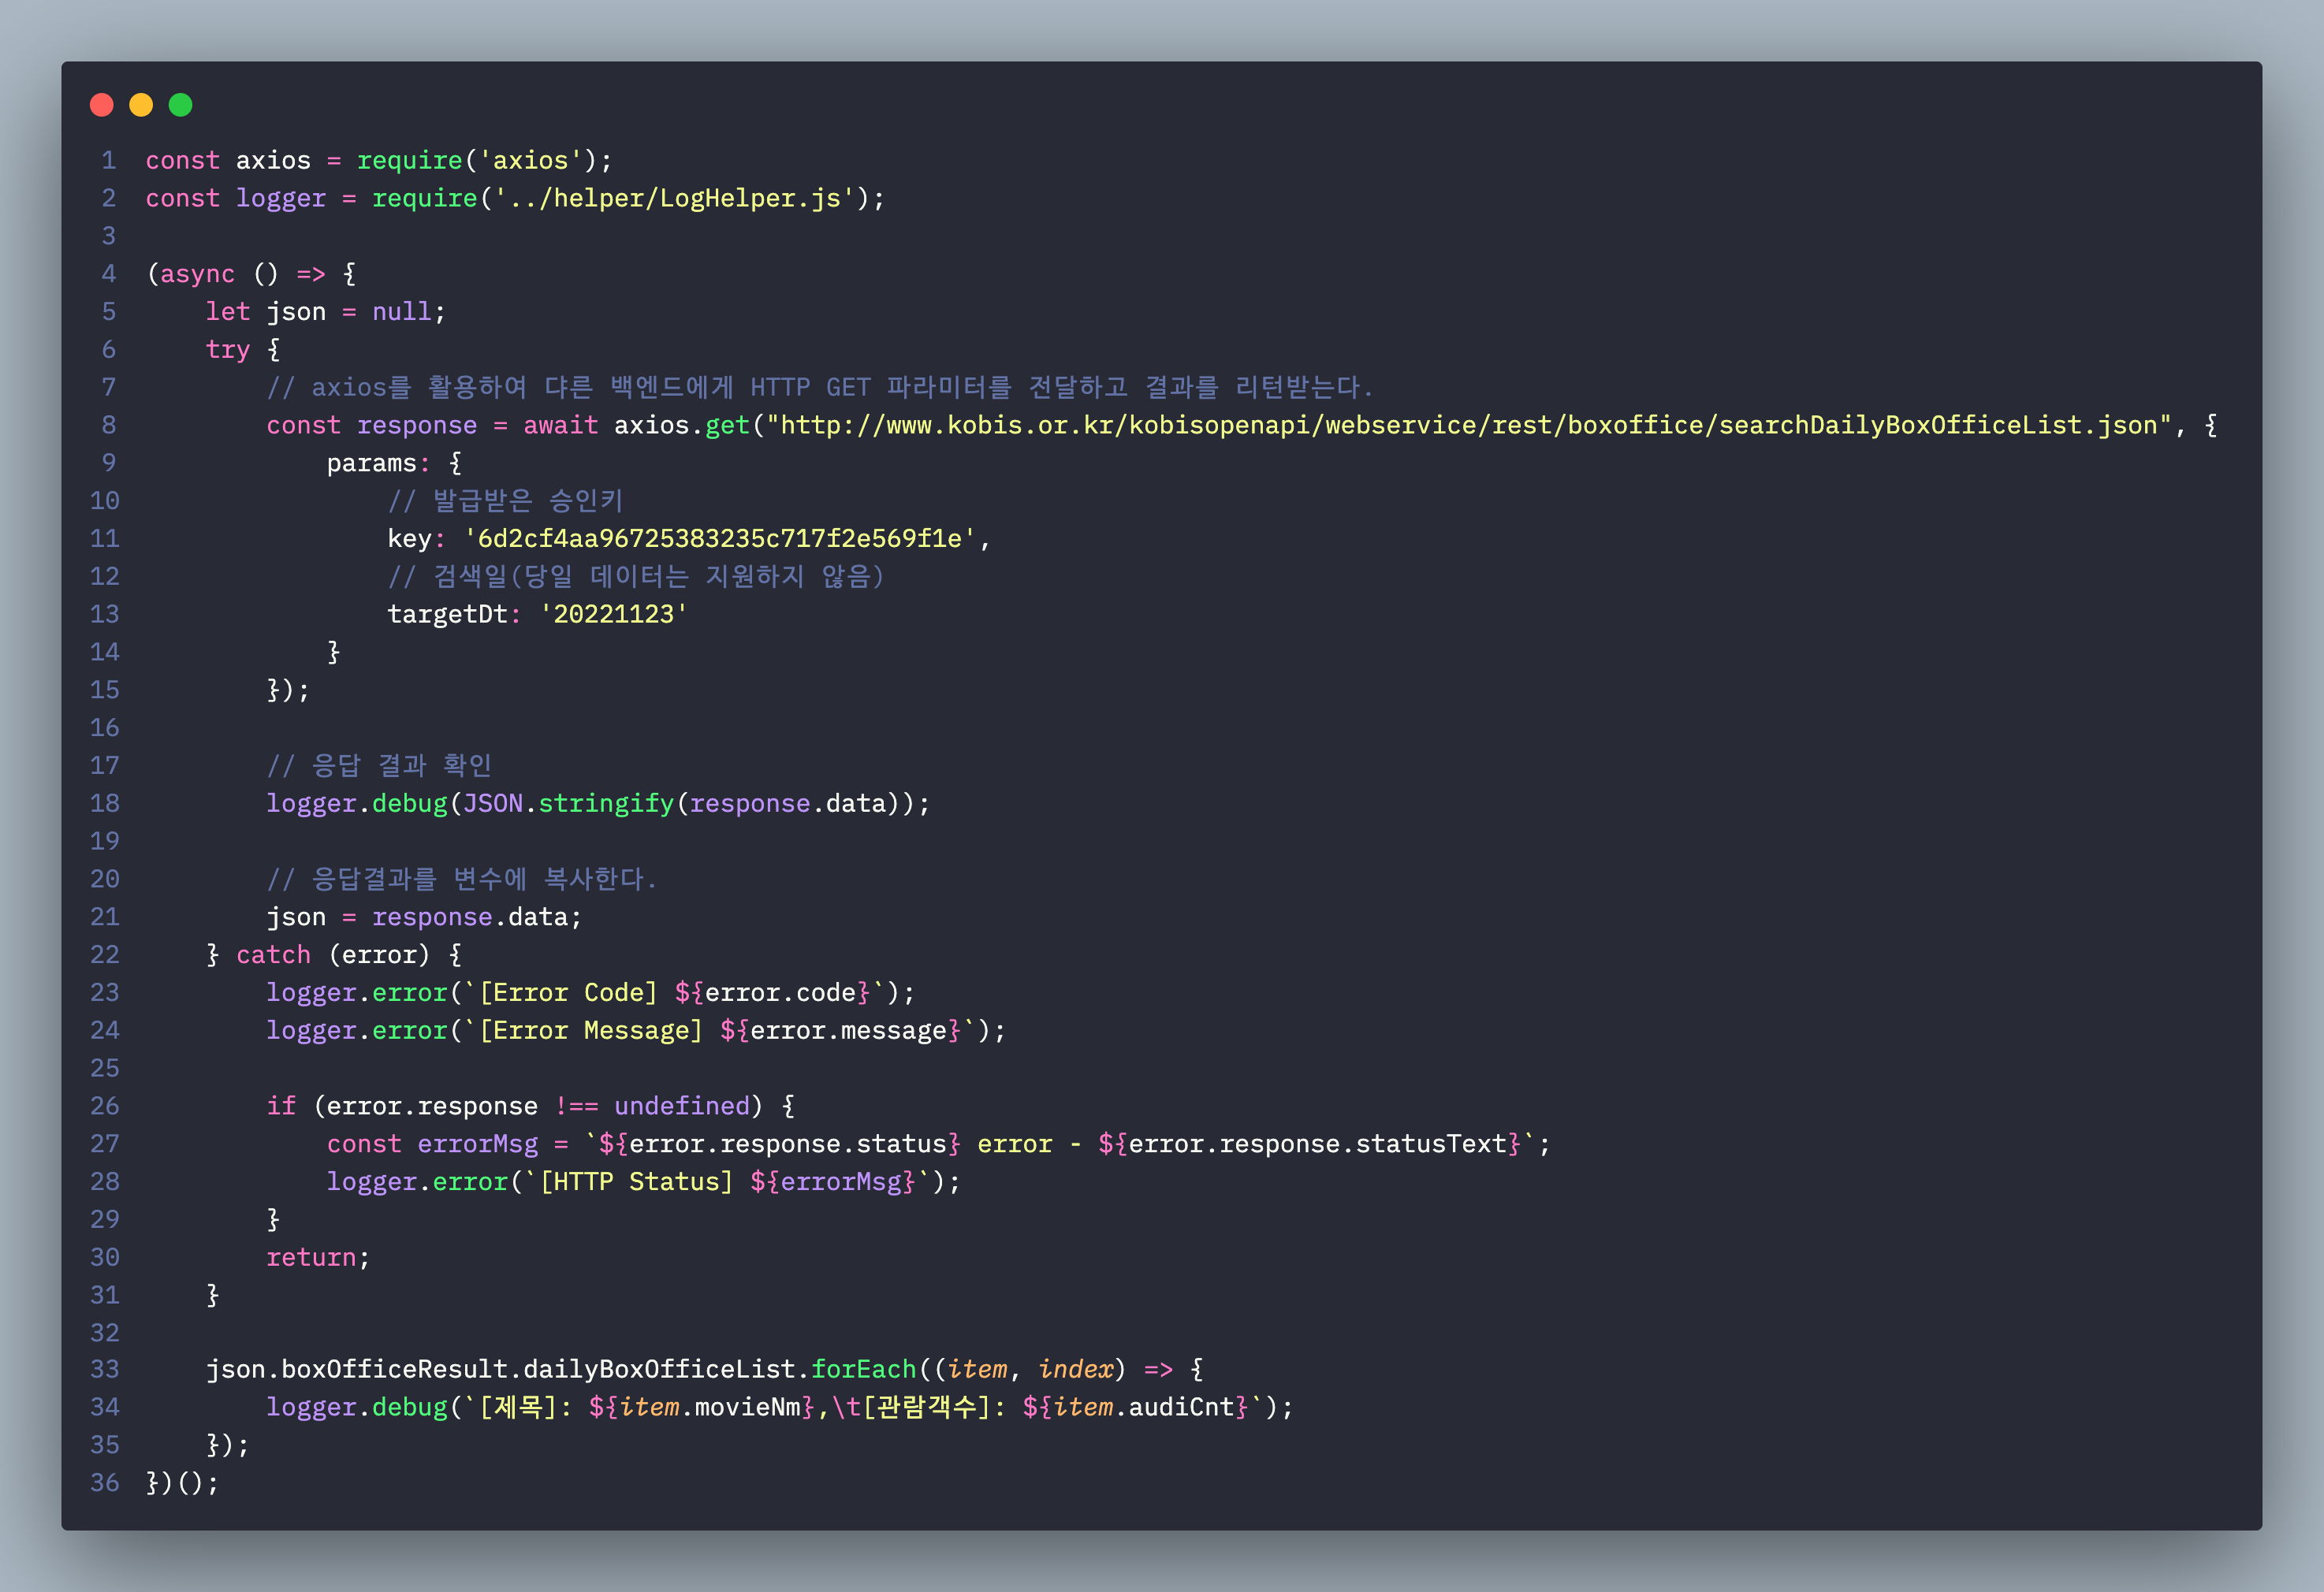 1 const axios = require('axios');
2 const logger = require('../helper/LogHelper.js');
3
4 (async () => {
5     let json = null;
6     try {
7         // axios를 활용하여 댜른 백엔드에게 HTTP GET 파라미터를 전달하고 결과를 리턴받는다.
8         const response = await axios.get("http://www.kobis.or.kr/kobisopenapi/webservice/rest/boxoffice/searchDailyBoxOfficeList.json", {
9             params: {
10                 // 발급받은 승인키
11                 key: '6d2cf4aa96725383235c717f2e569f1e',
12                 // 검색일(당일 데이터는 지원하지 않음)
13                 targetDt: '20221123'
14             }
15         });
16
17         // 응답 결과 확인
18         logger.debug(JSON.stringify(response.data));
19
20         // 응답결과를 변수에 복사한다.
21         json = response.data;
22     } catch (error) {
23         logger.error(`[Error Code] ${error.code}`);
24         logger.error(`[Error Message] ${error.message}`);
25
26         if (error.response !== undefined) {
27             const errorMsg = `${error.response.status} error - ${error.response.statusText}`;
28             logger.error(`[HTTP Status] ${errorMsg}`);
29         }
30         return;
31     }
32
33     json.boxOfficeResult.dailyBoxOfficeList.forEach((item, index) => {
34         logger.debug(`[제목]: ${item.movieNm},\t[관람객수]: ${item.audiCnt}`);
35     });
36 })();